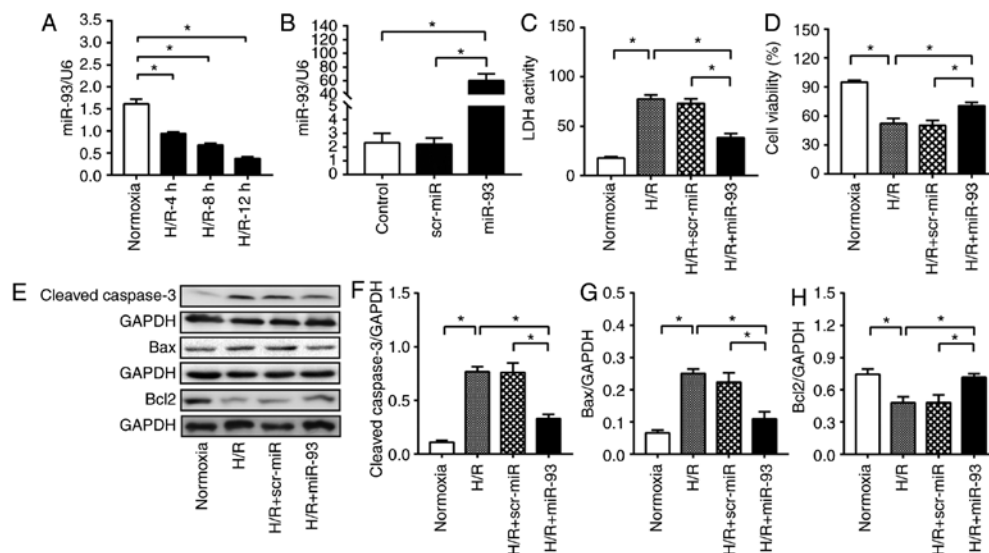 A
miR-93/U6
3.0
2.5
2.0
1.5
1.0
0.5
0.0
*
*
*
Normoxia
H/R-4 h
H/R-8 h
H/R-12 h
B
miR-93/U6
140
120
100
80
60
40
20
5
4
3
2
1
0
*
*
Control
scr-miR
miR-93
C
LDH activity
150
100
50
0
*
*
*
Normoxia
H/R
H/R+scr-miR
H/R+miR-93
D
Cell viability (%)
150
120
90
60
30
0
*
*
*
Normoxia
H/R
H/R+scr-miR
H/R+miR-93
E
Cleaved caspase-3
GAPDH
Bax
GAPDH
Bcl2
GAPDH
Normoxia
H/R
H/R+scr-miR
H/R+miR-93
F
Cleaved caspase-3/GAPDH
1.5
1.0
0.5
0.0
*
*
*
Normoxia
H/R
H/R+scr-miR
H/R+miR-93
G
Bax/GAPDH
0.5
0.4
0.3
0.2
0.1
0.0
*
*
*
Normoxia
H/R
H/R+scr-miR
H/R+miR-93
H
Bcl2/GAPDH
1.5
1.2
0.9
0.6
0.3
0.0
*
*
*
Normoxia
H/R
H/R+scr-miR
H/R+miR-93